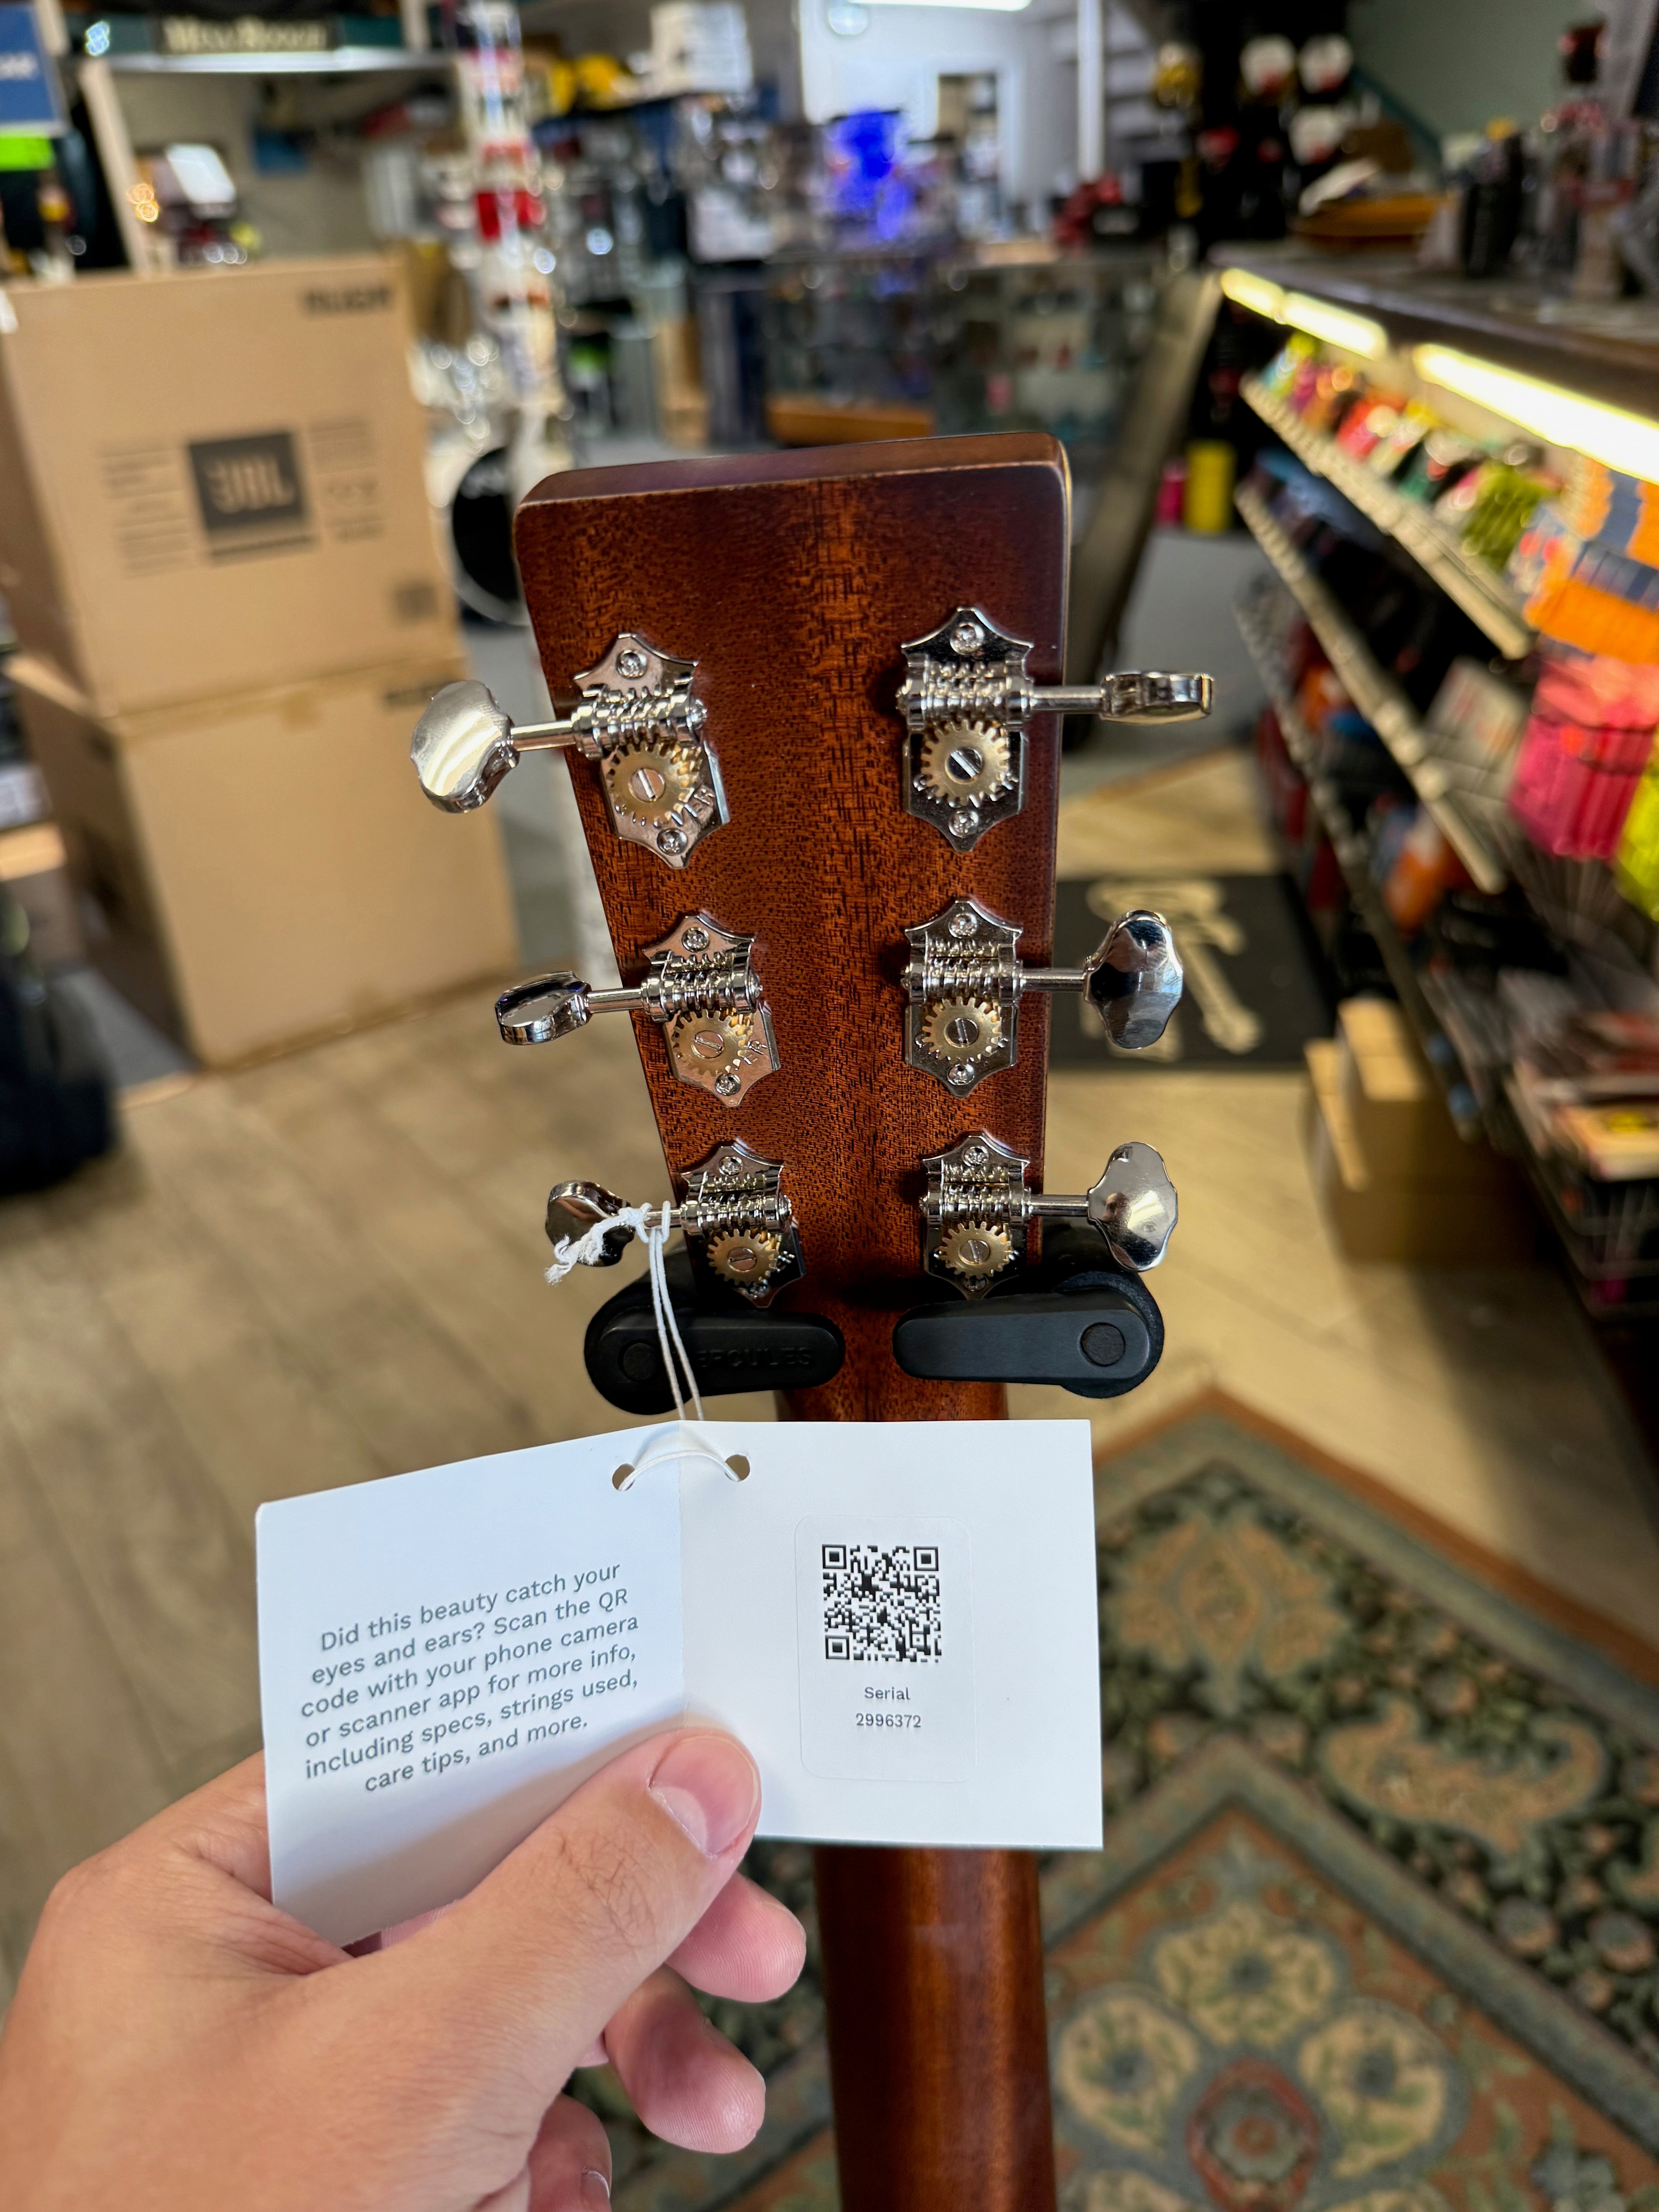 JBL
HERCULES
Did this beauty catch your
eyes and ears? Scan the QR
code with your phone camera
or scanner app for more info,
including specs, strings used,
care tips, and more.
Serial
2996372